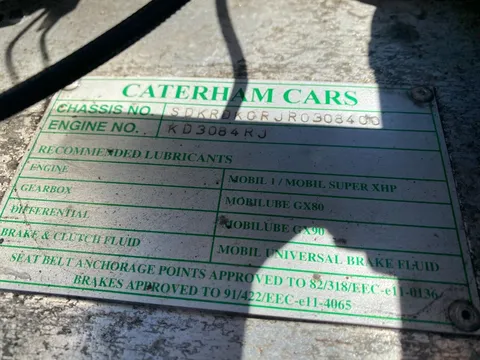 CATERHAM CARS
CHASSIS NO. SDKRDKGRJR0308400
ENGINE NO. KD3084RJ
RECOMMENDED LUBRICANTS
ENGINE MOBIL 1 / MOBIL SUPER XHP
GEARBOX MOBILUBE GX80
DIFFERENTIAL MOBILUBE GX90
BRAKE & CLUTCH FLUID MOBIL UNIVERSAL BRAKE FLUID
SEAT BELT ANCHORAGE POINTS APPROVED TO 82/318/EEC-e11-0136
BRAKES APPROVED TO 91/422/EEC-e11-4065